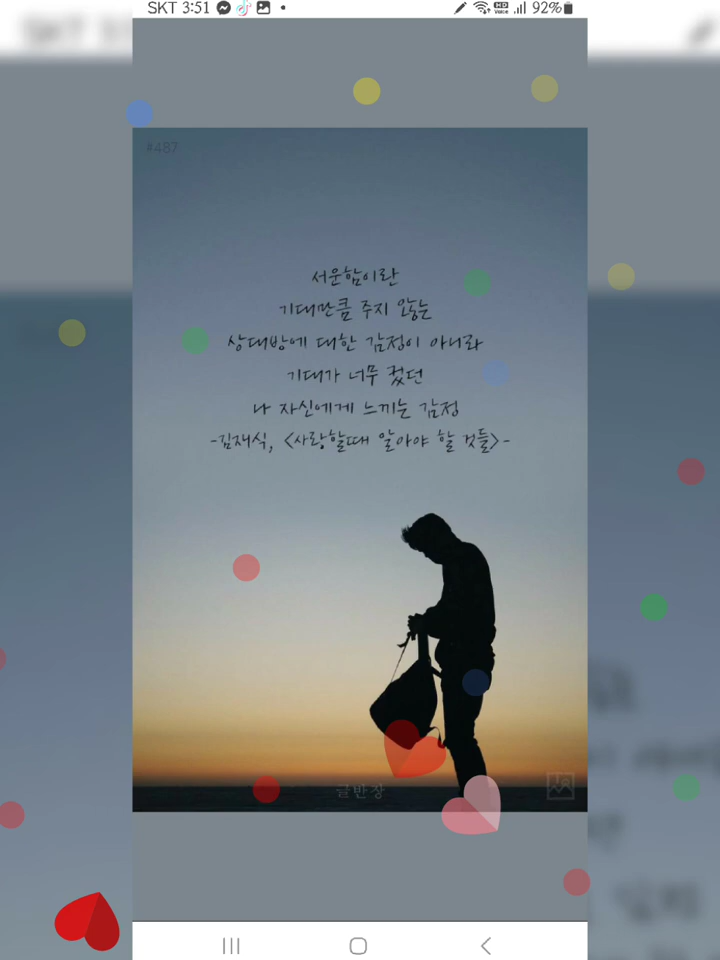 SKT 3:51 HD Voice 92%
#487
서운함이란
기대만큼 주지 않는
상대방에 대한 감정이 아니라
기대가 너무 컸던
나 자신에게 느끼는 감정
-김재식, <사랑할때 알아야 할 것들>-
글반장